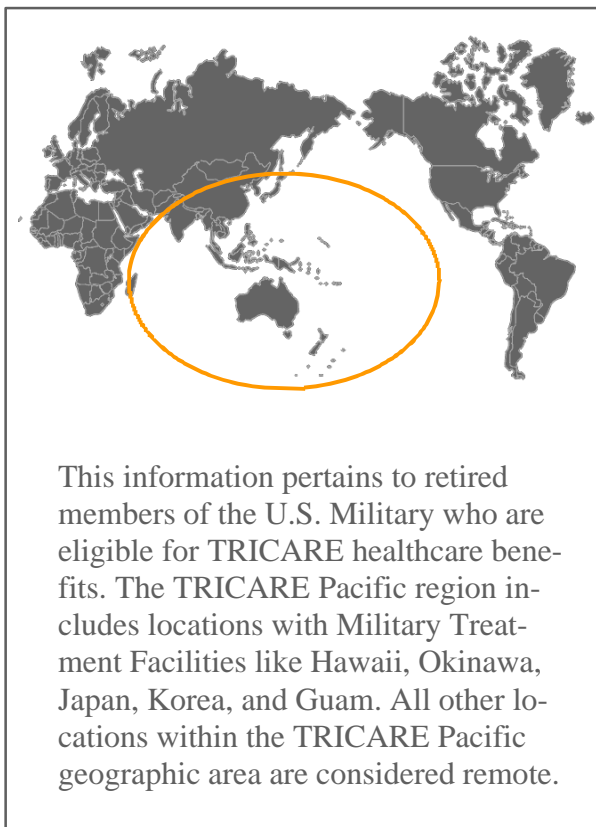 This information pertains to retired
members of the U.S. Military who are
eligible for TRICARE healthcare bene-
fits. The TRICARE Pacific region in-
cludes locations with Military Treat-
ment Facilities like Hawaii, Okinawa,
Japan, Korea, and Guam. All other lo-
cations within the TRICARE Pacific
geographic area are considered remote.